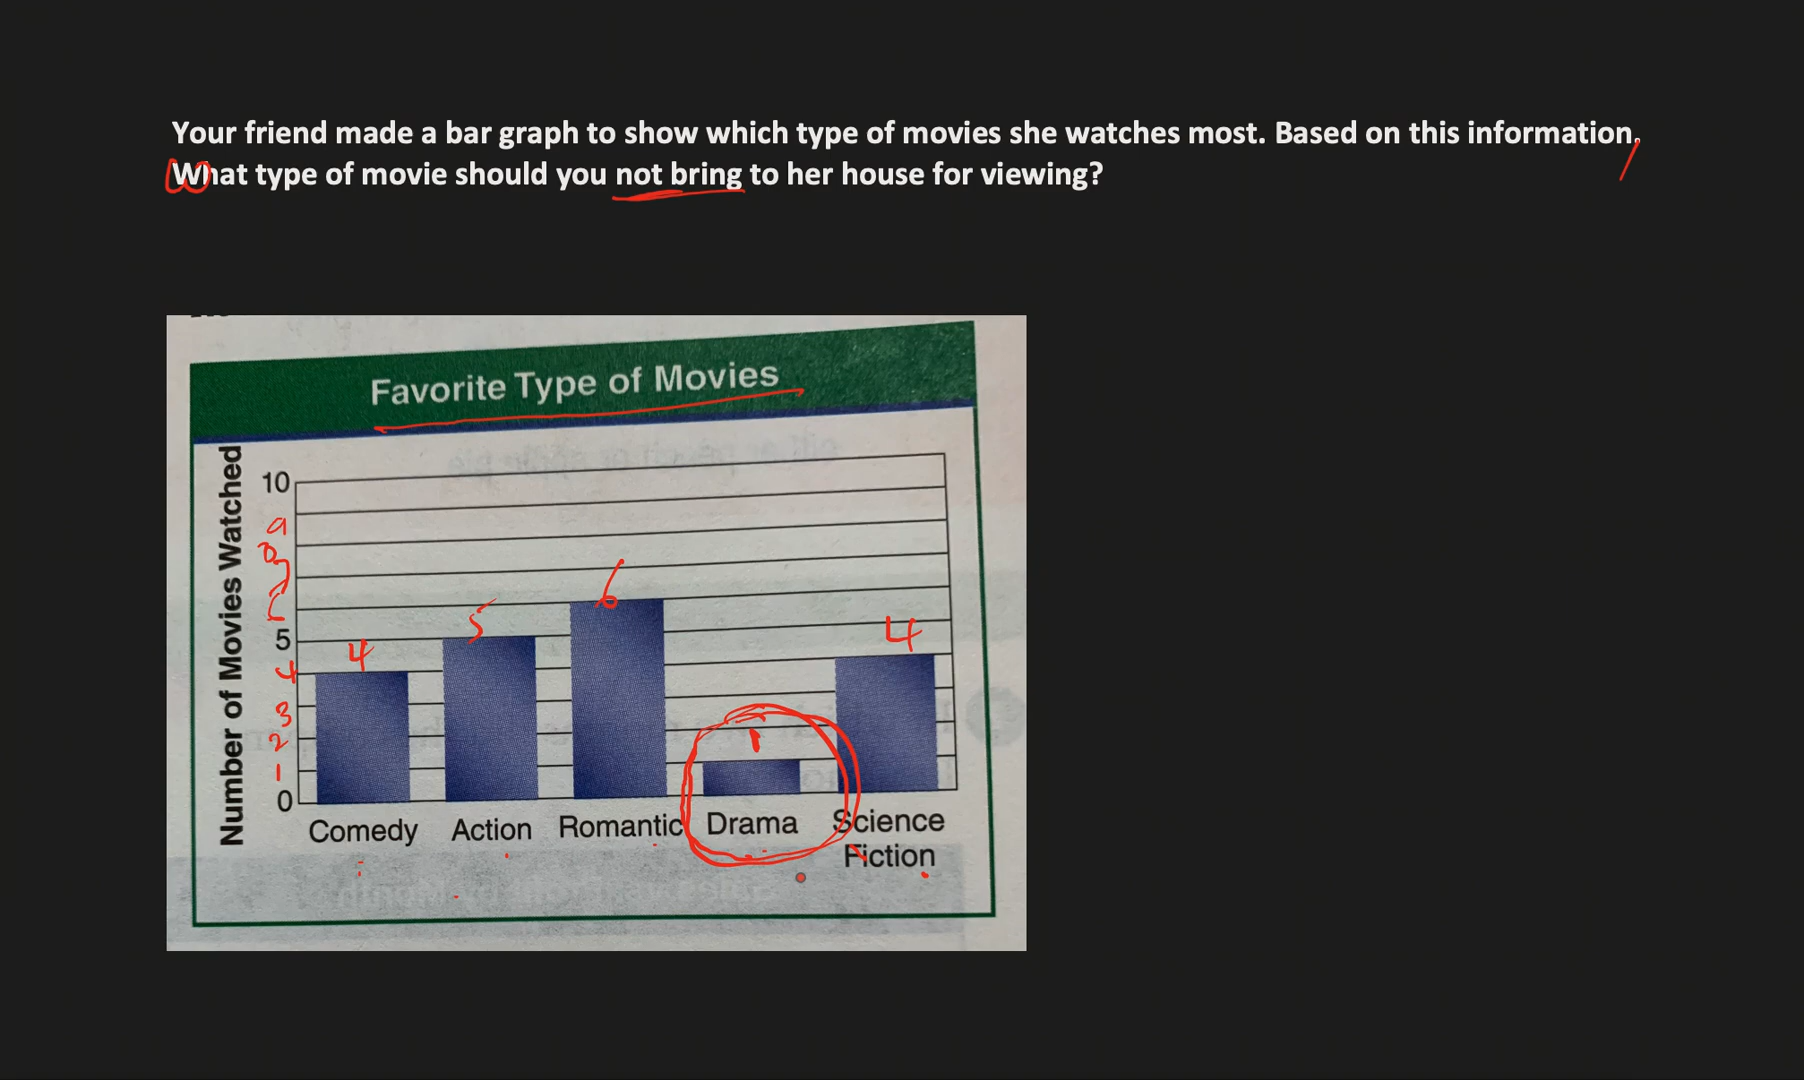 Your friend made a bar graph to show which type of movies she watches most. Based on this information,
What type of movie should you not bring to her house for viewing?
Favorite Type of Movies
Number of Movies Watched
10
9
8
7
6
5
4
3
2
1
0
4
5
6
1
4
Comedy Action Romantic Drama Science
Fiction